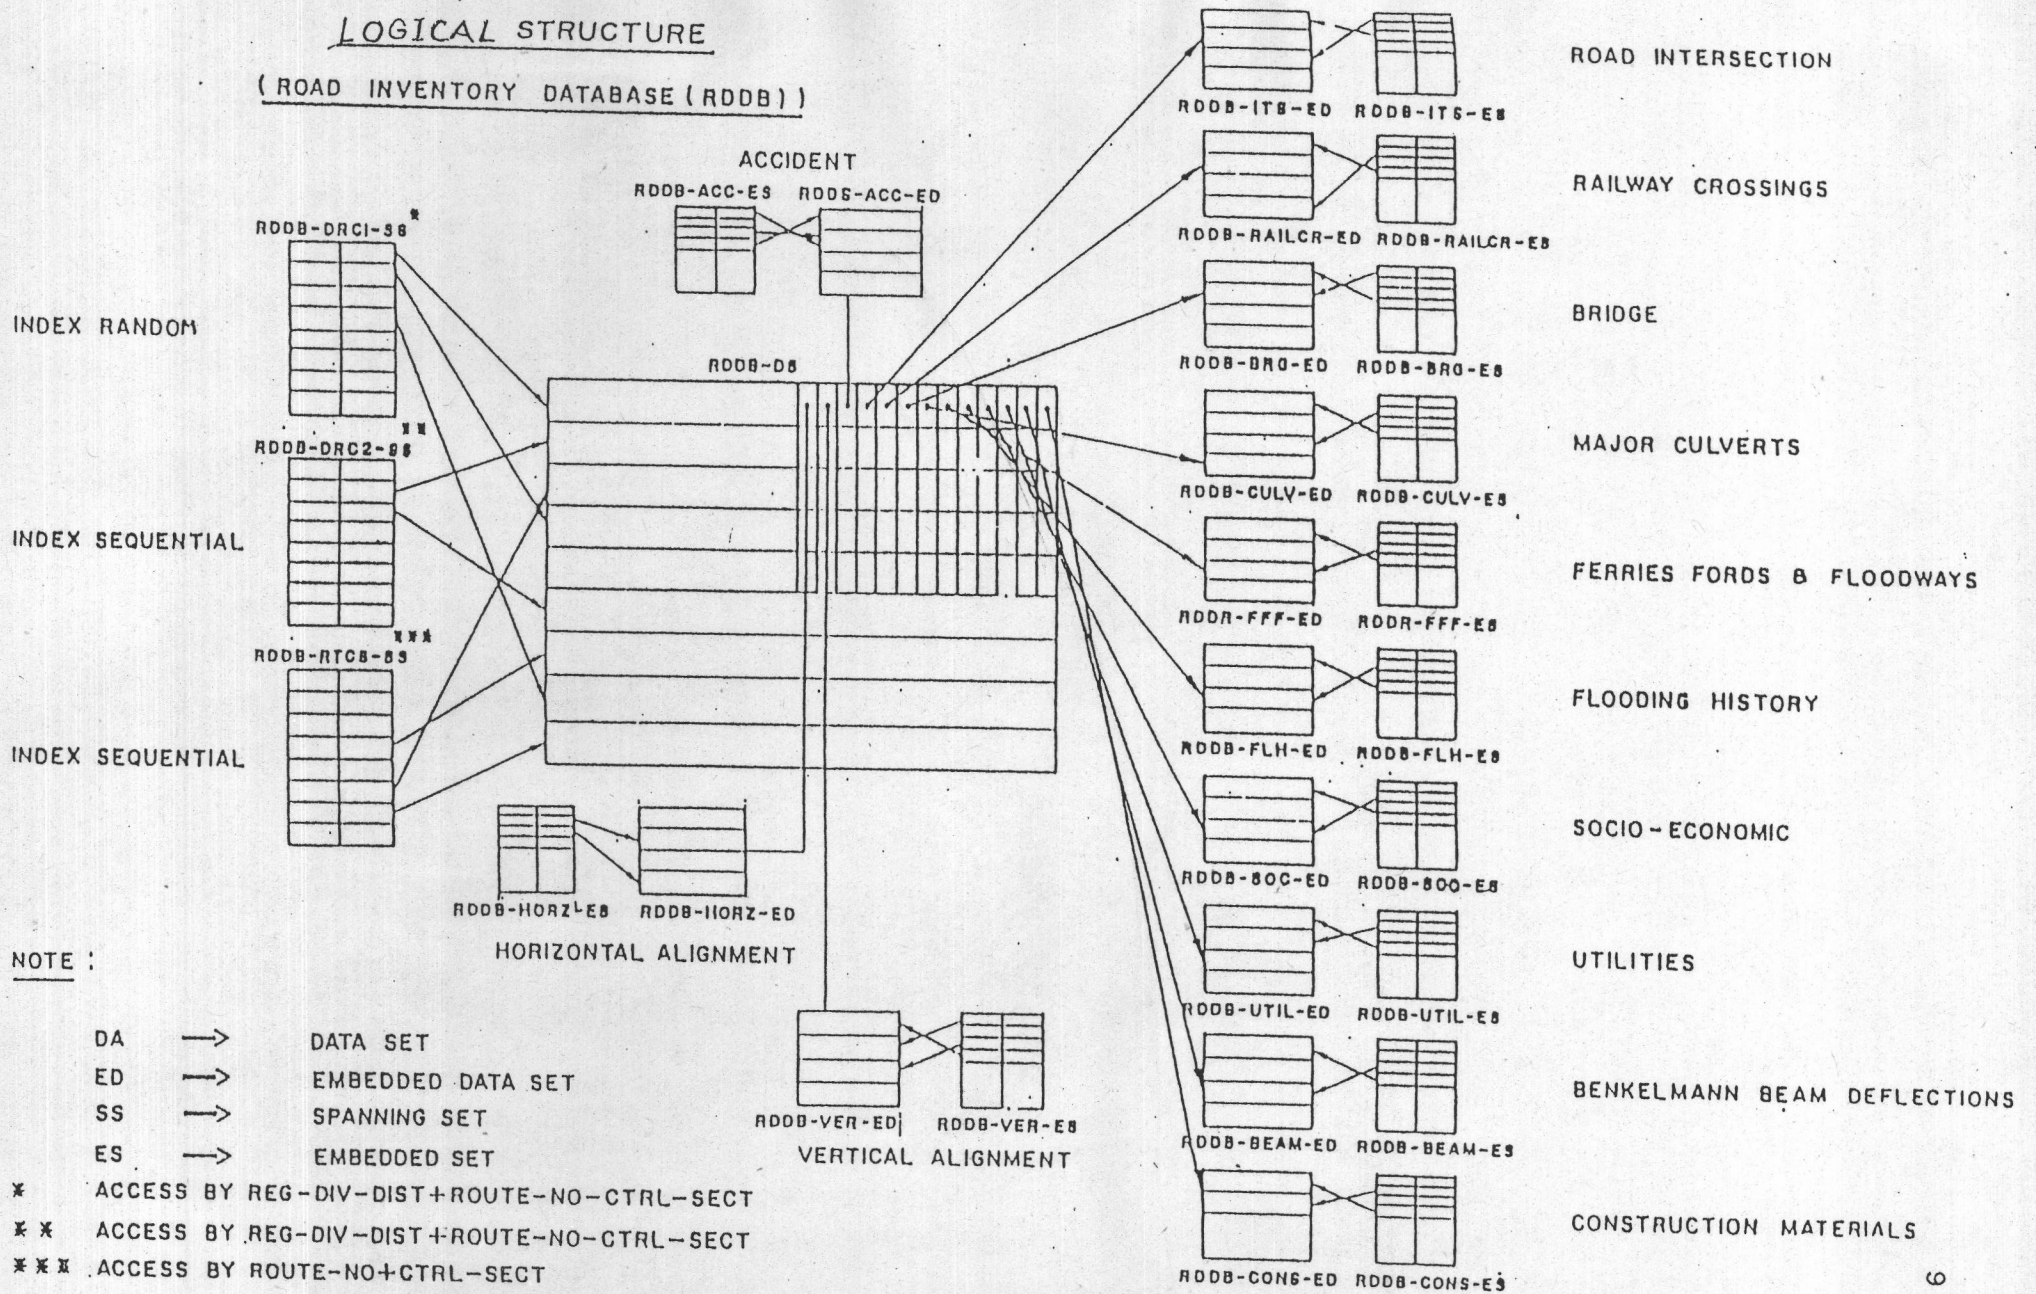 LOGICAL STRUCTURE
(ROAD INVENTORY DATABASE (RDDB))
ACCIDENT
RDDB-ACC-ES RDDS-ACC-ED
RDDB-DRC1-SS*
INDEX RANDOM
RDDB-DS
**
RDDB-DRC2-SS
INDEX SEQUENTIAL
***
RDDB-RTCS-SS
INDEX SEQUENTIAL
RDDB-HORZ-ES RDDB-HORZ-ED
HORIZONTAL ALIGNMENT
RDDB-VER-ED RDDB-VER-ES
VERTICAL ALIGNMENT
RDDB-ITS-ED RDDB-ITS-ES
ROAD INTERSECTION
RDDB-RAILCR-ED RDDB-RAILCR-ES
RAILWAY CROSSINGS
RDDB-BRG-ED RDDB-BRG-ES
BRIDGE
RDDB-CULV-ED RDDB-CULV-ES
MAJOR CULVERTS
RDDR-FFF-ED RDDR-FFF-ES
FERRIES FORDS & FLOODWAYS
RDDB-FLH-ED RDDB-FLH-ES
FLOODING HISTORY
RDDB-SOC-ED RDDB-SOO-ES
SOCIO-ECONOMIC
RDDB-UTIL-ED RDDB-UTIL-ES
UTILITIES
RDDB-BEAM-ED RDDB-BEAM-ES
BENKELMANN BEAM DEFLECTIONS
RDDB-CONS-ED RDDB-CONS-ES
CONSTRUCTION MATERIALS
NOTE :
DA → DATA SET
ED → EMBEDDED DATA SET
SS → SPANNING SET
ES → EMBEDDED SET
* ACCESS BY REG-DIV-DIST+ROUTE-NO-CTRL-SECT
** ACCESS BY REG-DIV-DIST+ROUTE-NO-CTRL-SECT
*** ACCESS BY ROUTE-NO+CTRL-SECT